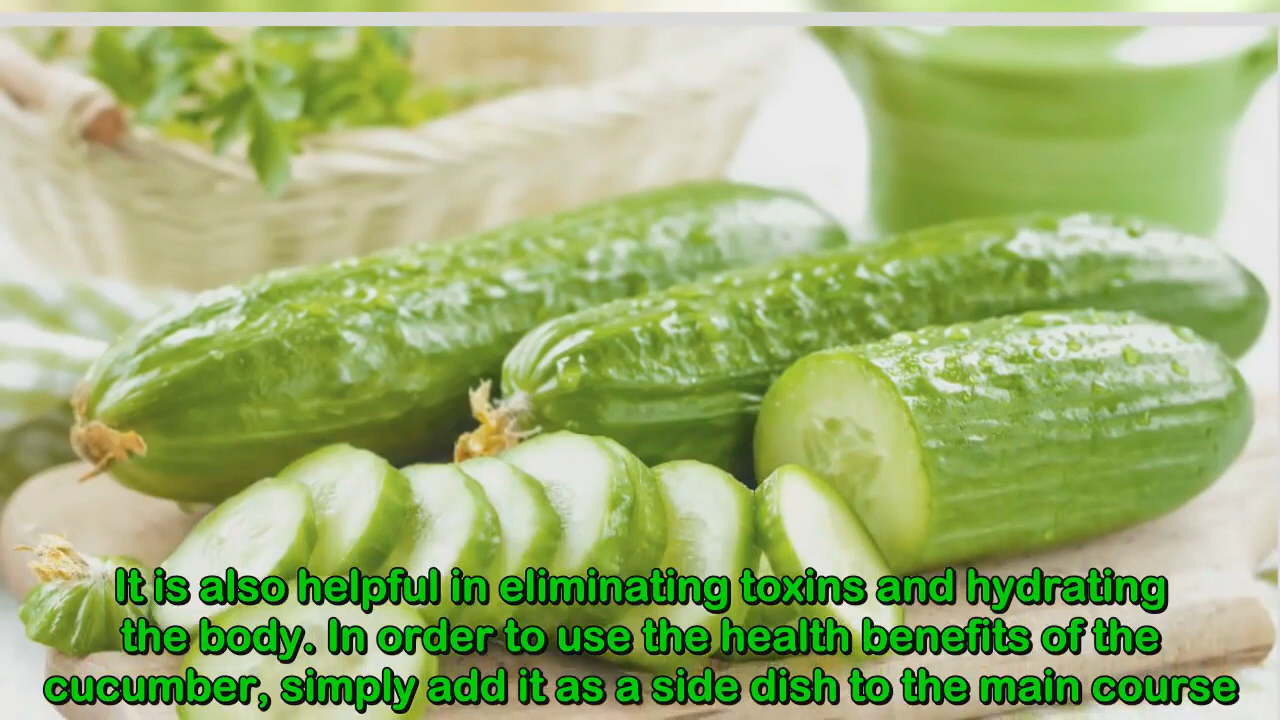 It is also helpful in eliminating toxins and hydrating
the body. In order to use the health benefits of the
cucumber, simply add it as a side dish to the main course